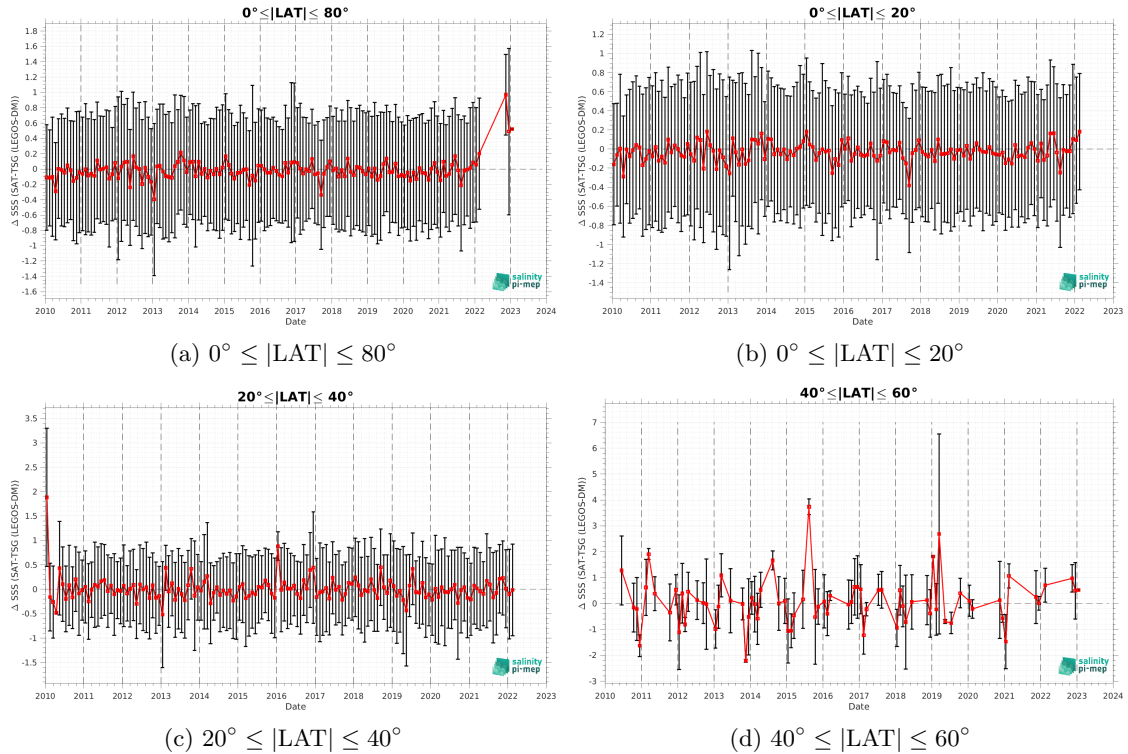 0°≤|LAT|≤ 80°
Δ SSS (SAT-TSG (LEGOS-DM))
1.8
1.6
1.4
1.2
1
0.8
0.6
0.4
0.2
0
-0.2
-0.4
-0.6
-0.8
-1
-1.2
-1.4
-1.6
salinity
pi-mep
2010 2011 2012 2013 2014 2015 2016 2017 2018 2019 2020 2021 2022 2023 2024
Date
(a) 0° ≤ |LAT| ≤ 80°
0°≤|LAT|≤ 20°
Δ SSS (SAT-TSG (LEGOS-DM))
1.2
1
0.8
0.6
0.4
0.2
0
-0.2
-0.4
-0.6
-0.8
-1
-1.2
-1.4
salinity
pi-mep
2010 2011 2012 2013 2014 2015 2016 2017 2018 2019 2020 2021 2022 2023
Date
(b) 0° ≤ |LAT| ≤ 20°
20°≤|LAT|≤ 40°
Δ SSS (SAT-TSG (LEGOS-DM))
3.5
3
2.5
2
1.5
1
0.5
0
-0.5
-1
-1.5
salinity
pi-mep
2010 2011 2012 2013 2014 2015 2016 2017 2018 2019 2020 2021 2022 2023
Date
(c) 20° ≤ |LAT| ≤ 40°
40°≤|LAT|≤ 60°
Δ SSS (SAT-TSG (LEGOS-DM))
7
6
5
4
3
2
1
0
-1
-2
-3
salinity
pi-mep
2011 2012 2013 2014 2015 2016 2017 2018 2019 2020 2021 2022 2023
Date
(d) 40° ≤ |LAT| ≤ 60°